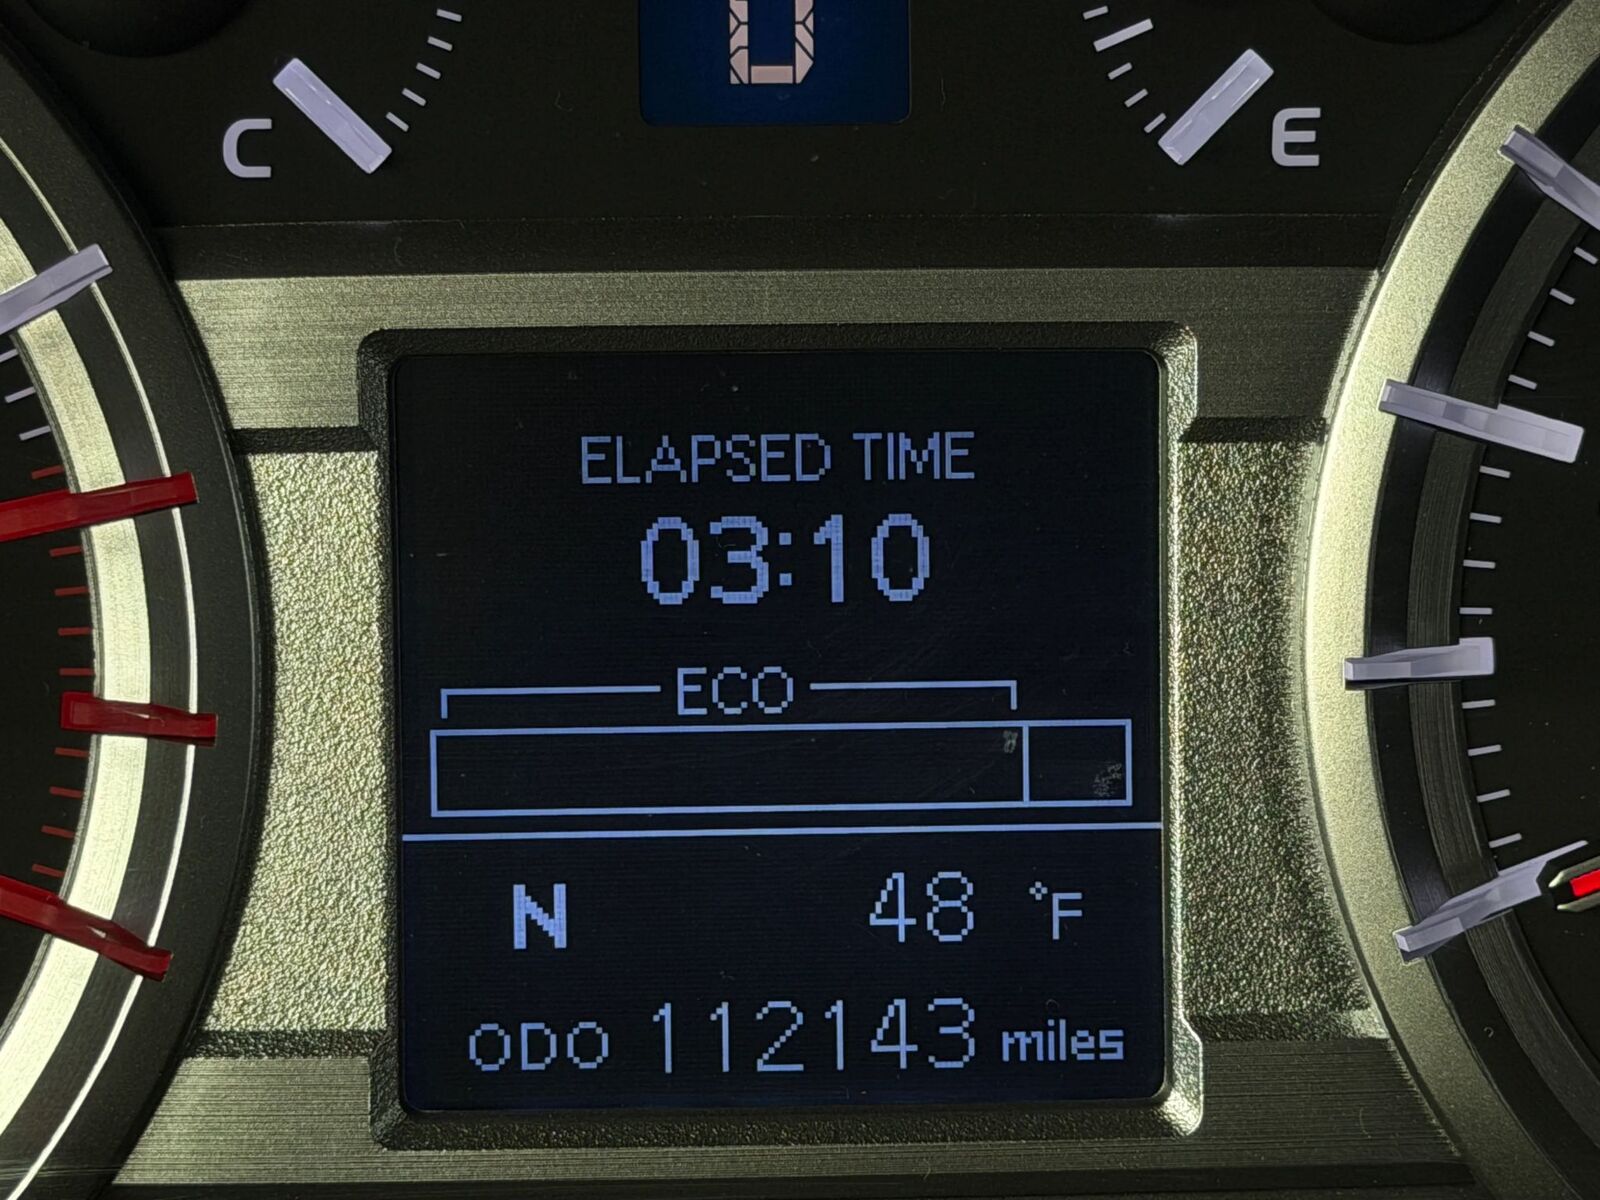 C
E
ELAPSED TIME
03:10
ECO
N 48 °F
ODO 112143 miles